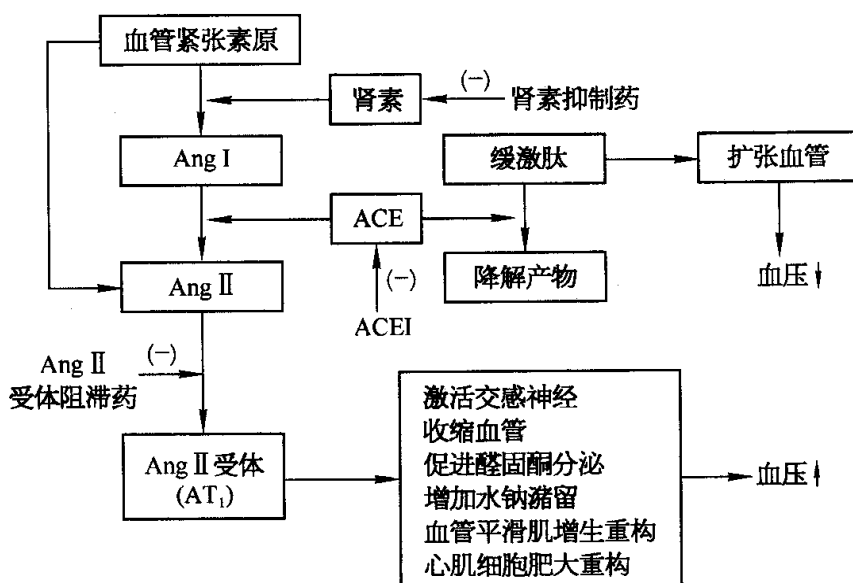 血管紧张素原
(-)
肾素
肾素抑制药
Ang I
缓激肽
扩张血管
ACE
Ang Ⅱ
(-)
降解产物
血压
ACEI
Ang Ⅱ
(-)
受体阻滞药
Ang Ⅱ 受体
(AT₁)
激活交感神经
收缩血管
促进醛固酮分泌
增加水钠潴留
血管平滑肌增生重构
心肌细胞肥大重构
血压